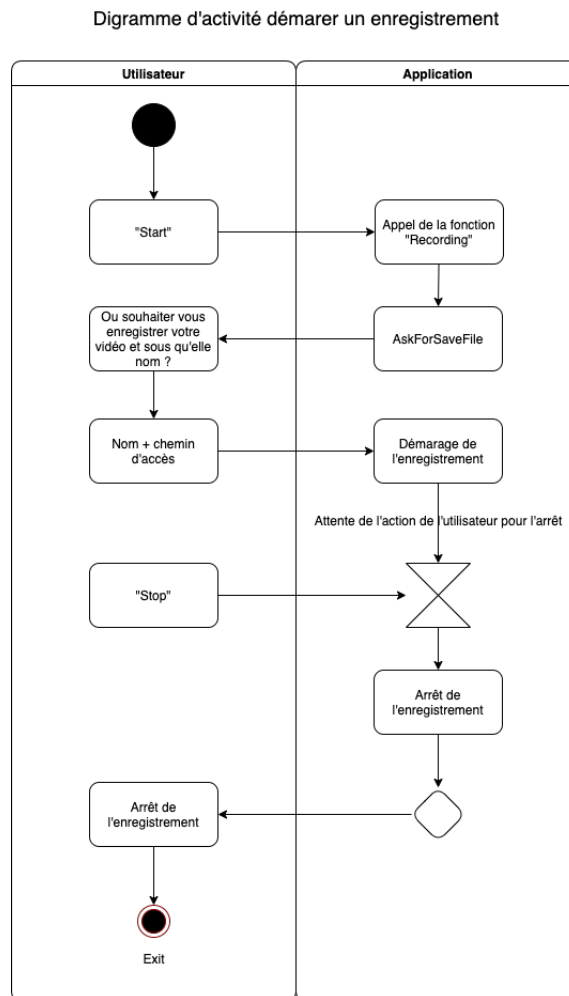 Digramme d'activité démarer un enregistrement
Utilisateur
Application
"Start"
Appel de la fonction
"Recording"
Ou souhaiter vous
enregistrer votre
vidéo et sous qu'elle
nom ?
AskForSaveFile
Nom + chemin
d'accès
Démarage de
l'enregistrement
Attente de l'action de l'utilisateur pour l'arrêt
"Stop"
Arrêt de
l'enregistrement
Arrêt de
l'enregistrement
Exit